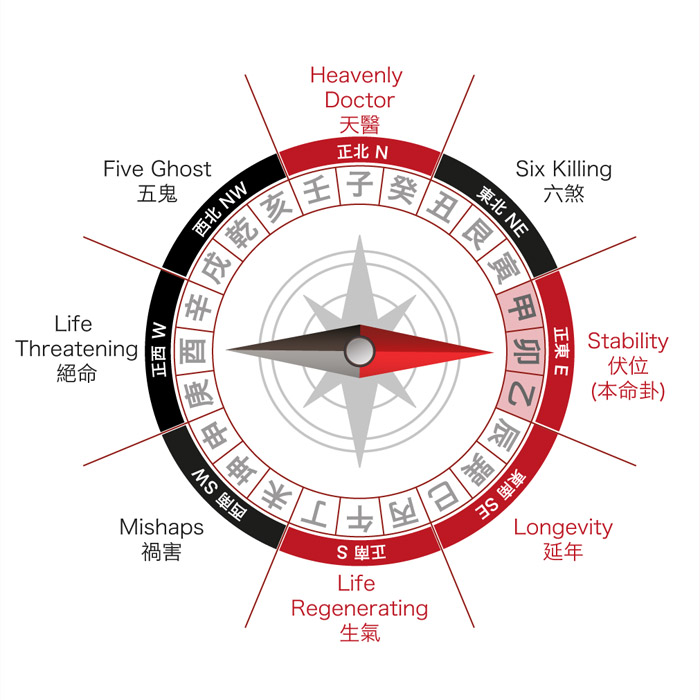 Heavenly
Doctor
天醫
Six Killing
六煞
Stability
伏位
(本命卦)
Longevity
延年
Life
Regenerating
生氣
Mishaps
禍害
Life
Threatening
絕命
Five Ghost
五鬼
正北 N
東北 NE
正東 E
東南 SE
正南 S
西南 SW
正西 W
西北 NW
子
癸
丑
艮
寅
甲
卯
乙
辰
巽
巳
丙
午
丁
未
坤
申
庚
酉
辛
戌
乾
亥
壬